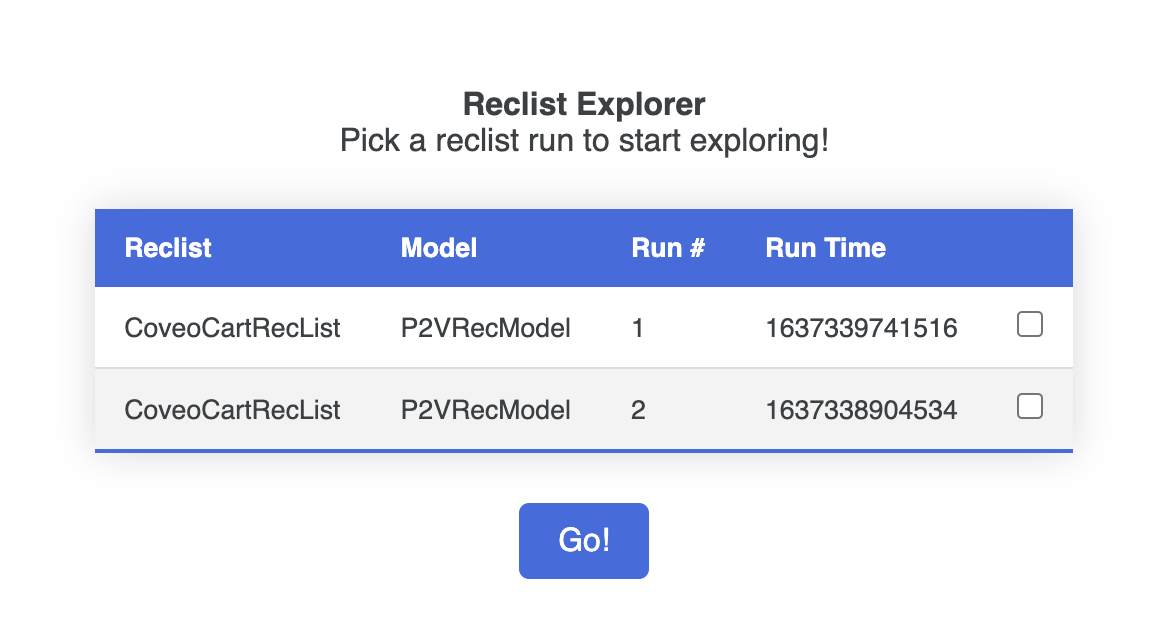 Reclist Explorer
Pick a reclist run to start exploring!
Reclist Model Run # Run Time
CoveoCartRecList P2VRecModel 1 1637339741516
CoveoCartRecList P2VRecModel 2 1637338904534
Go!